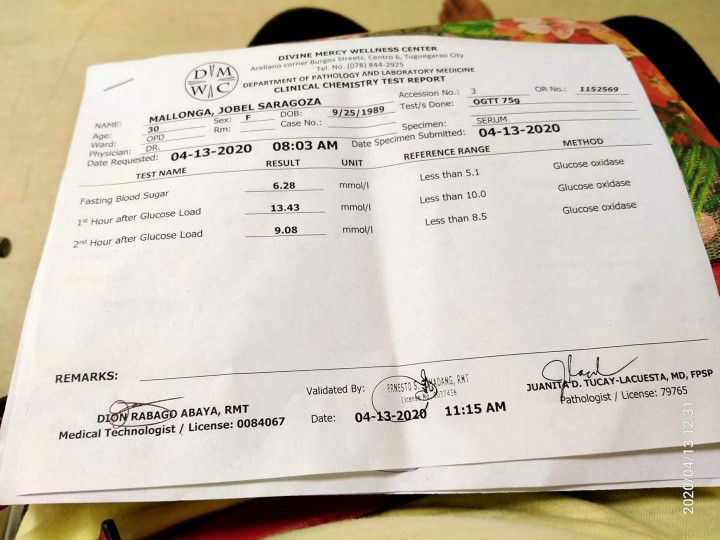 DIVINE MERCY WELLNESS CENTER
Arellano corner Burgos Streets, Centro 6, Tuguegarao City
Tel. No. (078) 844-2925
DEPARTMENT OF PATHOLOGY AND LABORATORY MEDICINE
CLINICAL CHEMISTRY TEST REPORT
DVM
WC
NAME: MALLONGA, JOBEL SARAGOZA Accession No.: 3 OR No.: 1152569
Age: 30 Sex: F DOB: 9/25/1989 Test/s Done: OGTT 75g
Ward: OPD Rm: Case No.:
Physician: DR. Specimen: SERUM
Date Requested: 04-13-2020 08:03 AM Date Specimen Submitted: 04-13-2020
TEST NAME RESULT UNIT REFERENCE RANGE METHOD
Fasting Blood Sugar 6.28 mmol/l Less than 5.1 Glucose oxidase
1st Hour after Glucose Load 13.43 mmol/l Less than 10.0 Glucose oxidase
2nd Hour after Glucose Load 9.08 mmol/l Less than 8.5 Glucose oxidase
REMARKS:
Validated By: ERNESTO S. RMT
DION RABAGO ABAYA, RMT
Medical Technologist / License: 0084067
Date: 04-13-2020 11:15 AM
JUANITA D. TUCAY-LACUESTA, MD, FPSP
Pathologist / License: 79765
2020/04/13 12:31